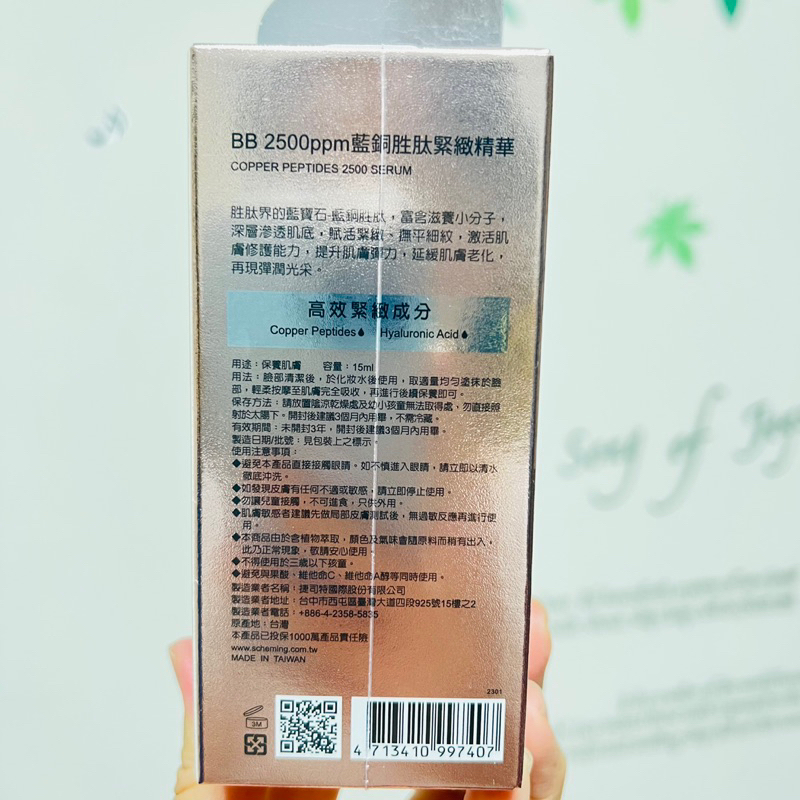 BB 2500ppm藍銅胜肽緊緻精華
COPPER PEPTIDES 2500 SERUM
胜肽界的藍寶石-藍銅胜肽，富含滋養小分子，
深層滲透肌底，賦活緊緻、撫平細紋，激活肌
膚修護能力，提升肌膚彈力，延緩肌膚老化，
再現彈潤光采。
高效緊緻成分
Copper Peptides Hyaluronic Acid
用途：保養肌膚 容量：15ml
用法：臉部清潔後，於化妝水後使用，取適量均勻塗抹於臉
部，輕柔按摩至肌膚完全吸收，再進行後續保養即可。
保存方法：請放置陰涼乾燥處及幼小孩童無法取得處，勿直接照
射於太陽下。開封後建議3個月內用畢，不需冷藏。
有效期間：未開封3年，開封後建議3個月內用畢。
製造日期/批號：見包裝上之標示。
使用注意事項：
◆避免本產品直接接觸眼睛。如不慎進入眼睛，請立即以清水
徹底沖洗。
◆如發現皮膚有任何不適或敏感，請立即停止使用。
◆勿讓兒童接觸，不可進食，只供外用。
◆肌膚敏感者建議先做局部皮膚測試後，無過敏反應再進行使
用。
◆本商品由於含植物萃取，顏色及氣味會隨原料而稍有出入，
此乃正常現象，敬請安心使用。
◆不得使用於三歲以下孩童。
◆避免與果酸、維他命C、維他命A醇等同時使用。
製造業者名稱：捷司特國際股份有限公司
製造業者地址：台中市西屯區臺灣大道四段925號15樓之2
製造業者電話：+886-4-2358-5835
原產地：台灣
本產品已投保1000萬產品責任險
www.scheming.com.tw
MADE IN TAIWAN
2301
3M
4 713410 997407
Song of